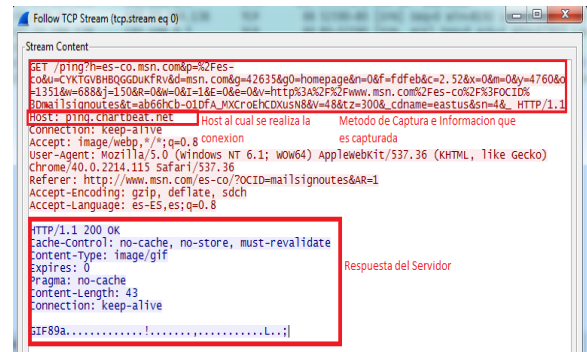 Follow TCP Stream (tcp.stream eq 0)
Stream Content
GET /ping?h=es-co.msn.com&p=%2Fes-
co&u=CYKTGVBHBQGGDuKfRv&d=msn.com&g=42635&g0=homepage&n=0&f=fdfeb&c=2.52&x=0&m=0&y=4760&o
=1351&w=688&j=150&R=0&W=0&I=1&E=0&e=0&v=http%3A%2F%2Fwww.msn.com%2Fes-co%2F%3FOCID%
3Dmailsignoutes&t=ab66hCb-O1DfA_MXCroEhCDXusN8&V=48&tz=300&_cdname=eastus&sn=4&_ HTTP/1.1
Host: ping.chartbeat.net Host al cual se realiza la Metodo de Captura e Informacion que
Connection: keep-alive
Accept: image/webp,*/*;q=0.8 conexion es capturada
User-Agent: Mozilla/5.0 (Windows NT 6.1; WOW64) AppleWebKit/537.36 (KHTML, like Gecko)
Chrome/40.0.2214.115 Safari/537.36
Referer: http://www.msn.com/es-co/?OCID=mailsignoutes&AR=1
Accept-Encoding: gzip, deflate, sdch
Accept-Language: es-ES,es;q=0.8
HTTP/1.1 200 OK
Cache-Control: no-cache, no-store, must-revalidate
Content-Type: image/gif
Expires: 0 Respuesta del Servidor
Pragma: no-cache
Content-Length: 43
Connection: keep-alive
GIF89a.............!.......,...........L..;